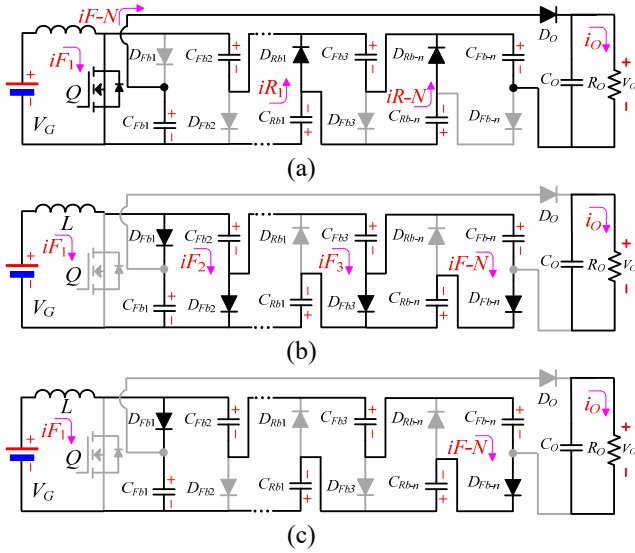 iF-N
iF1 DFb1 CFb2 DRb1 CFb3 DRb-n CFb-n DO iO
Q iR1 iR-N CO RO VO
VG CFb1 DFb2 CRb1 DFb3 CRb-n DFb-n
(a)
L DO iO
iF1 DFb1 CFb2 DRb1 CFb3 DRb-n CFb-n
Q iF2 iF3 iF-N CO RO VO
VG CFb1 DFb2 CRb1 DFb3 CRb-n DFb-n
(b)
L DO iO
iF1 DFb1 CFb2 DRb1 CFb3 DRb-n CFb-n
Q iF-N CO RO VO
VG CFb1 DFb2 CRb1 DFb3 CRb-n DFb-n
(c)